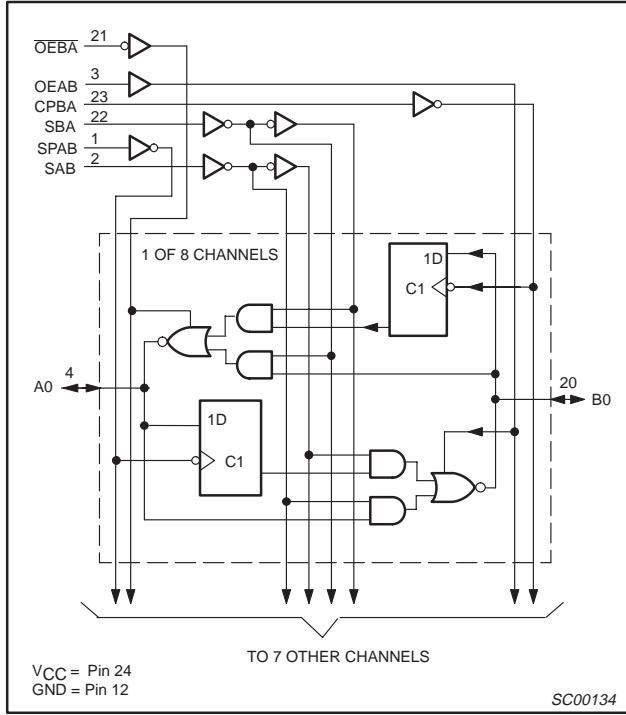 OEBA 21
OEAB 3
CPBA 23
SBA 22
SPAB 1
SAB 2
1 OF 8 CHANNELS
1D
C1
A0 4
20 B0
1D
C1
TO 7 OTHER CHANNELS
VCC = Pin 24
GND = Pin 12
SC00134